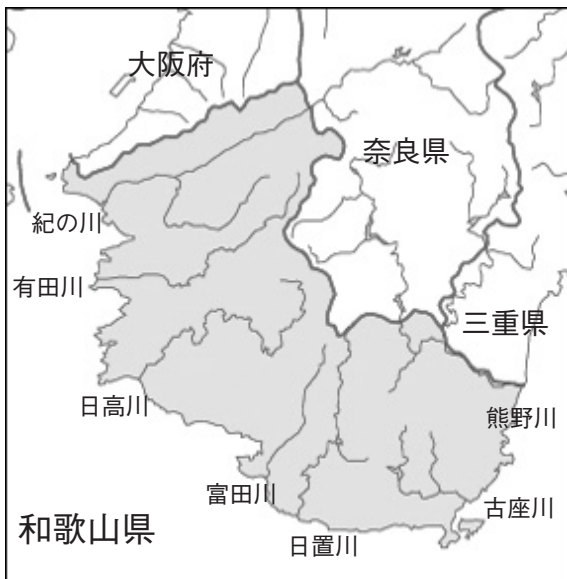 大阪府
奈良県
紀の川
有田川
三重県
日高川
熊野川
富田川
古座川
和歌山県
日置川